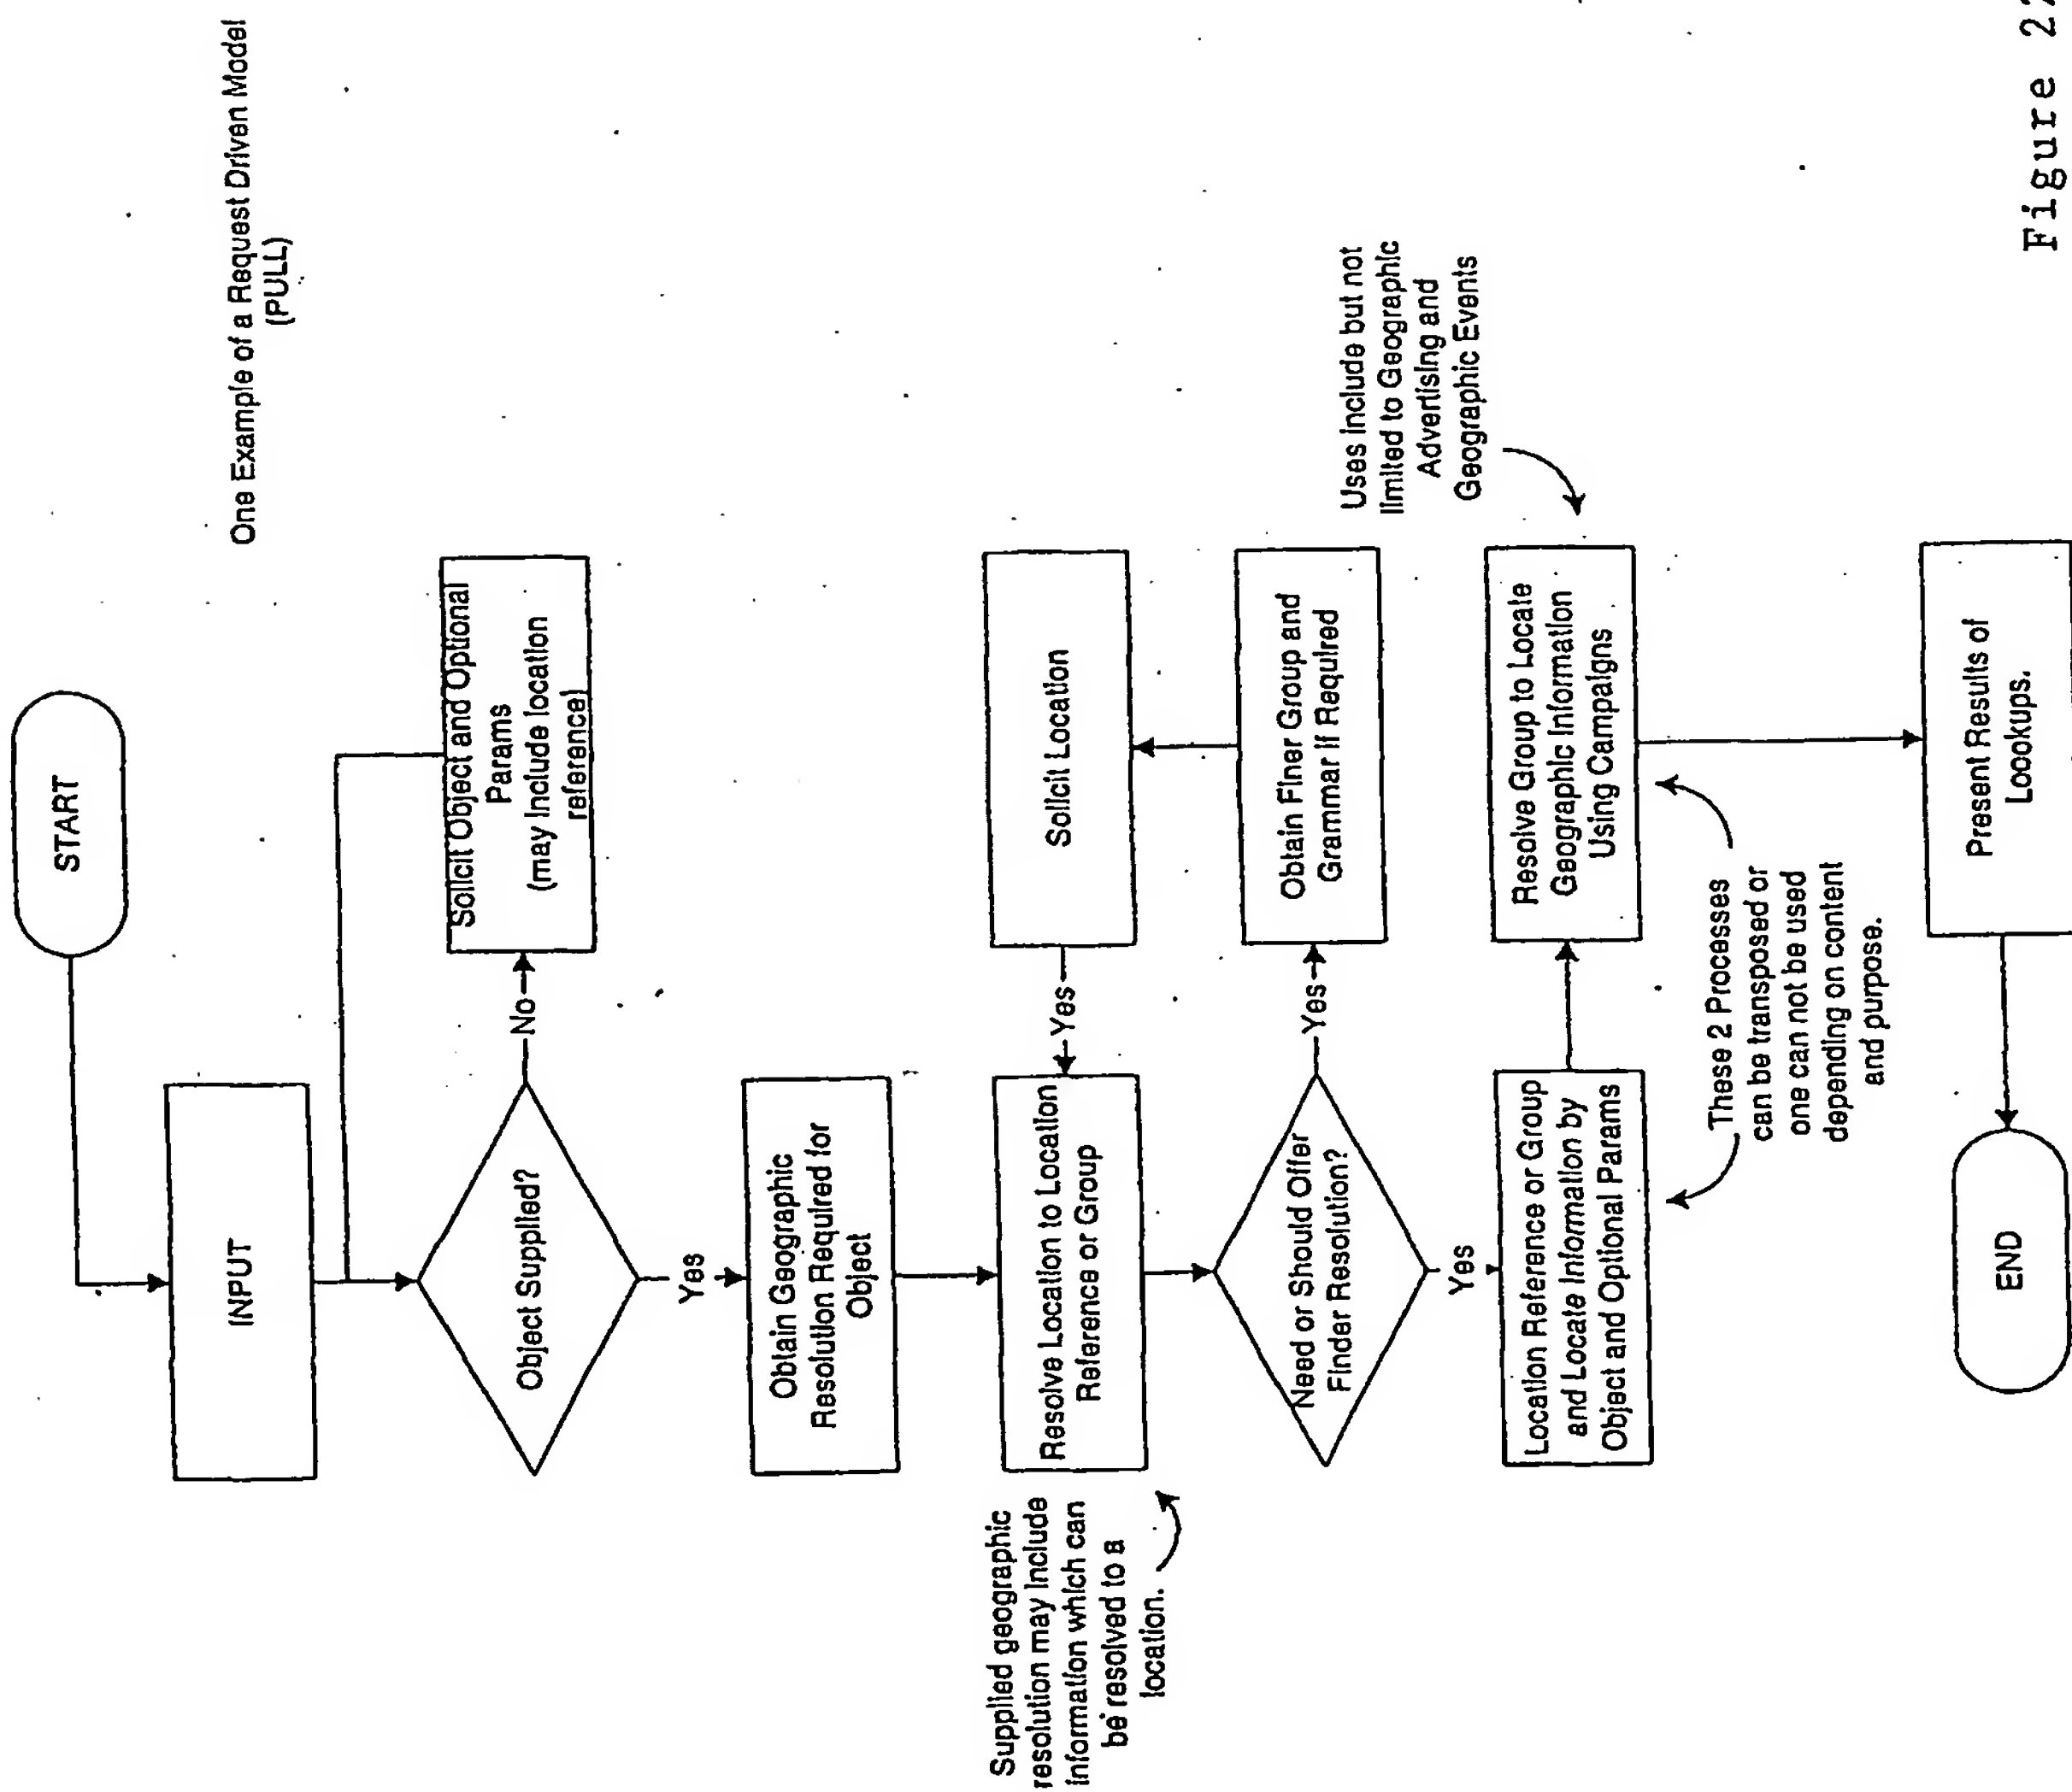 One Example of a Request Driven Model
(PULL)
START
INPUT
Object Supplied?
No
Solicit Object and Optional
Params
(may Include location
reference)
Yes
Obtain Geographic
Resolution Required for
Object
Supplied geographic
resolution may Include
Information which can
be resolved to a
location.
Resolve Location to Location
Reference or Group
Yes
Solicit Location
Need or Should Offer
Finder Resolution?
Yes
Obtain Finer Group and
Grammar If Required
Yes
Location Reference or Group
and Locate Information by
Object and Optional Params
Resolve Group to Locate
Geographic Information
Using Campaigns
Uses Include but not
limited to Geographic
Advertising and
Geographic Events
These 2 Processes
can be transposed or
one can not be used
depending on content
and purpose.
Present Results of
Loookups.
END
Figure 22